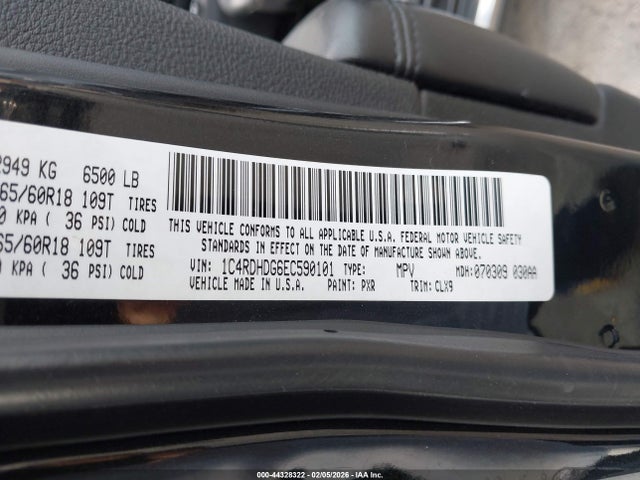 2949 KG 6500 LB
65/60R18 109T TIRES
0 KPA ( 36 PSI) COLD
65/60R18 109T TIRES
0 KPA ( 36 PSI) COLD
THIS VEHICLE CONFORMS TO ALL APPLICABLE U.S.A. FEDERAL MOTOR VEHICLE SAFETY
STANDARDS IN EFFECT ON THE DATE OF MANUFACTURE SHOWN ABOVE.
VIN: 1C4RDHDG6EC590101 TYPE: MPV MDH: 070309 030AA
VEHICLE MADE IN U.S.A. PAINT: PXR TRIM: CLX9
000-44328322 - 02/05/2026 - IAA Inc.